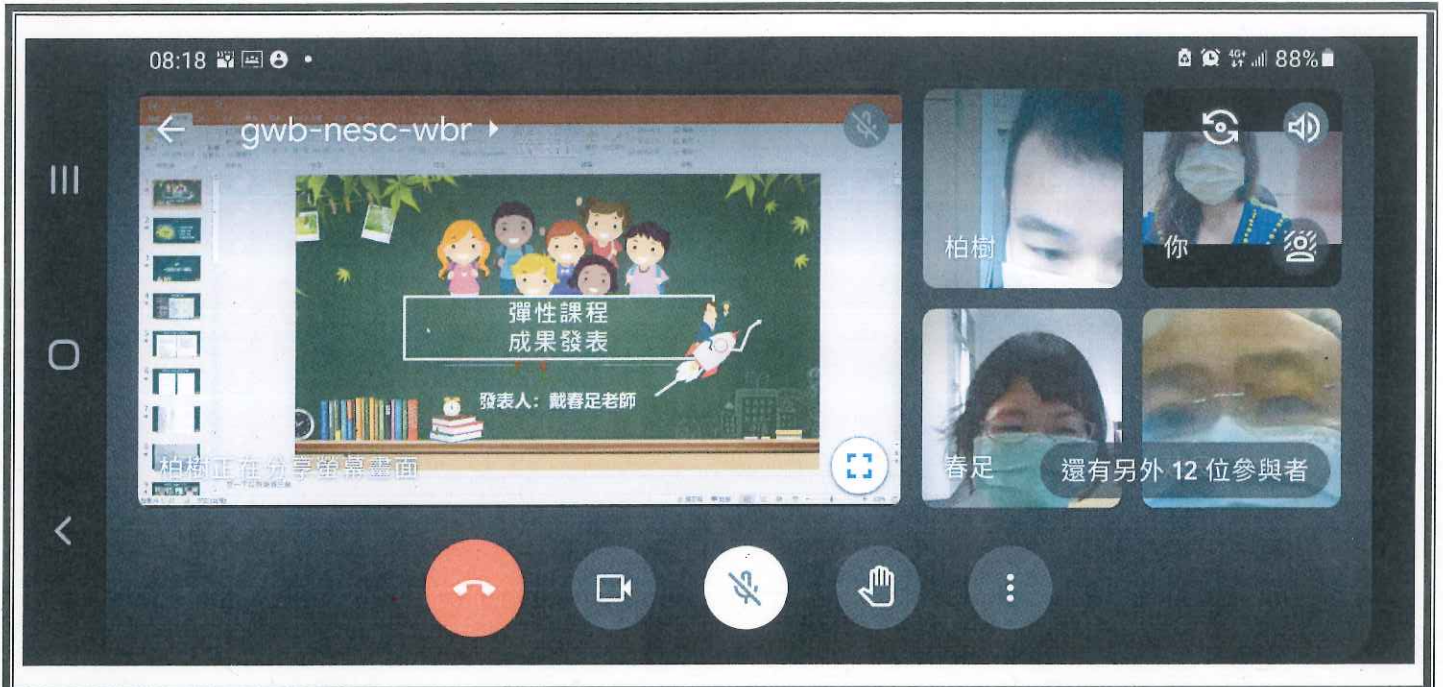 08:18
4G+
88%
gwb-nesc-wbr
彈性課程
成果發表
發表人：戴春足老師
柏樹正在分享螢幕畫面
柏樹
你
春足
還有另外 12 位參與者